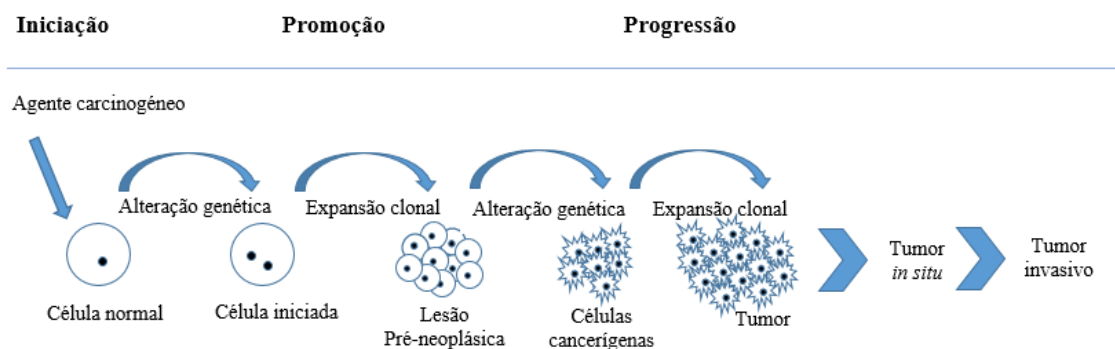 Iniciação Promoção Progressão
Agente carcinogéneo
Alteração genética Expansão clonal Alteração genética Expansão clonal
Célula normal Célula iniciada Lesão
Pré-neoplásica
Células
cancerígenas
Tumor
Tumor
in situ
Tumor
invasivo